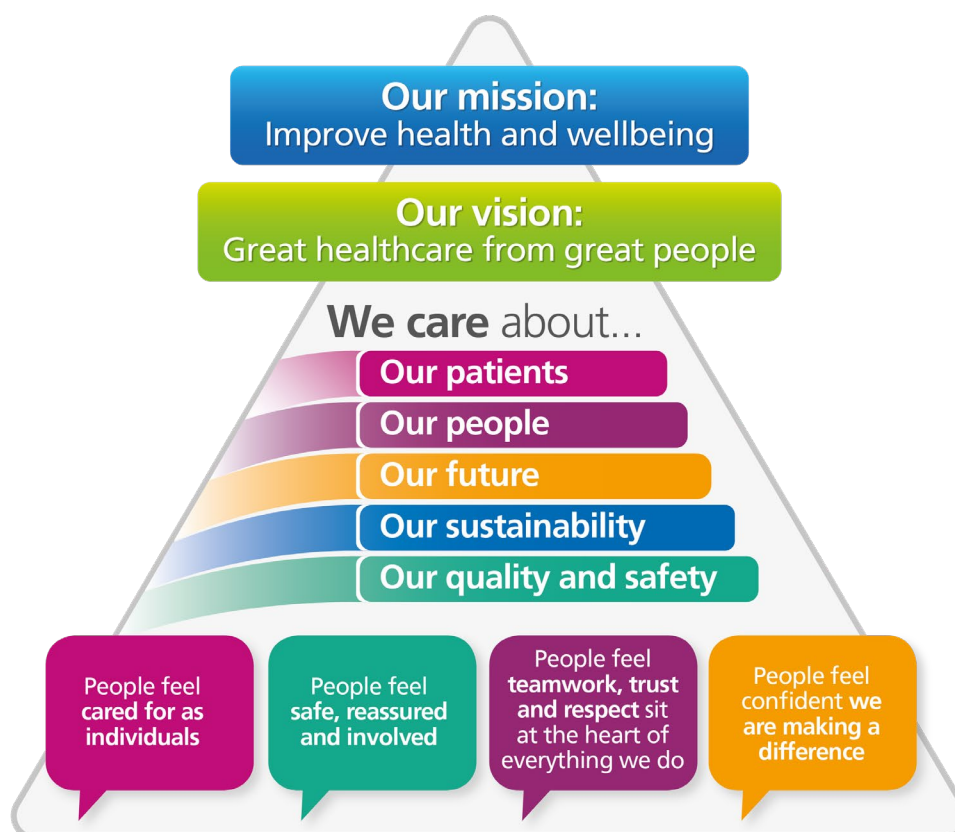 Our mission:
Improve health and wellbeing
Our vision:
Great healthcare from great people
We care about...
Our patients
Our people
Our future
Our sustainability
Our quality and safety
People feel
cared for as
individuals
People feel
safe, reassured
and involved
People feel
teamwork, trust
and respect sit
at the heart of
everything we do
People feel
confident we
are making a
difference